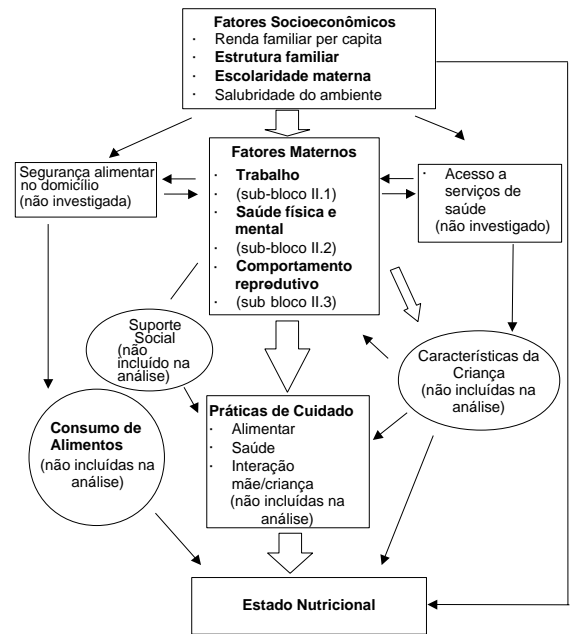 Fatores Socioeconômicos
· Renda familiar per capita
· Estrutura familiar
· Escolaridade materna
· Salubridade do ambiente
Segurança alimentar
no domicílio
(não investigada)
Fatores Maternos
· Trabalho
· (sub-bloco II.1)
· Saúde física e
mental
· (sub-bloco II.2)
· Comportamento
reprodutivo
· (sub bloco II.3)
· Acesso a
serviços de
saúde
(não investigado)
Suporte
Social
(não
incluído na
análise)
Características da
Criança
(não incluídas na
análise)
Consumo de
Alimentos
(não incluídas na
análise)
Práticas de Cuidado
· Alimentar
· Saúde
· Interação
mãe/criança
(não incluídas na
análise)
Estado Nutricional